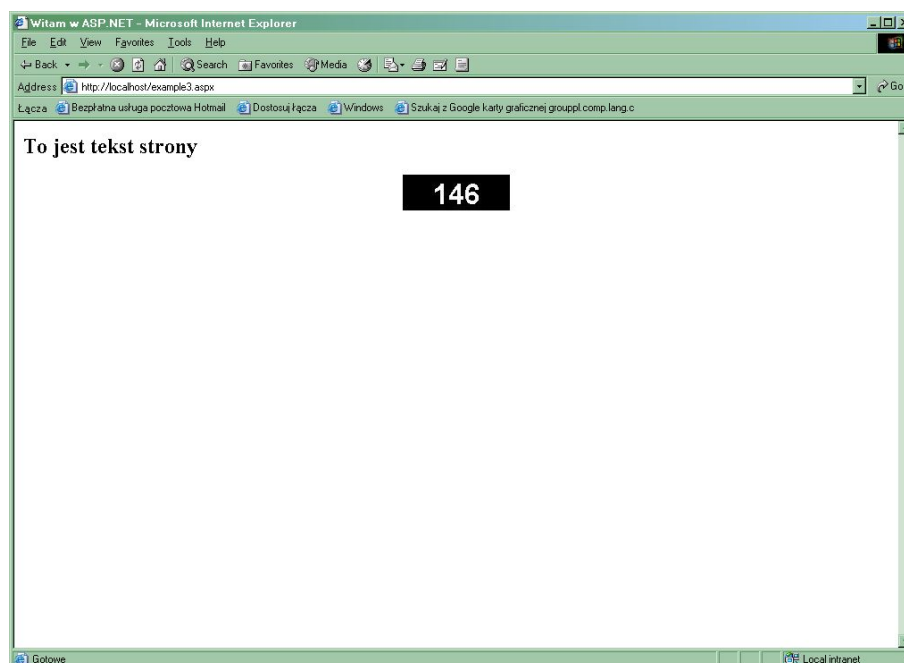 Witam w ASP.NET - Microsoft Internet Explorer
File Edit View Favorites Tools Help
Back Search Favorites Media
Address http://localhost/example3.aspx Go
Łącza Bezpłatna usługa pocztowa Hotmail Dostosuj łącza Windows Szukaj z Google karty graficznej grouppl.comp.lang.c
To jest tekst strony
146
Gotowe Local intranet